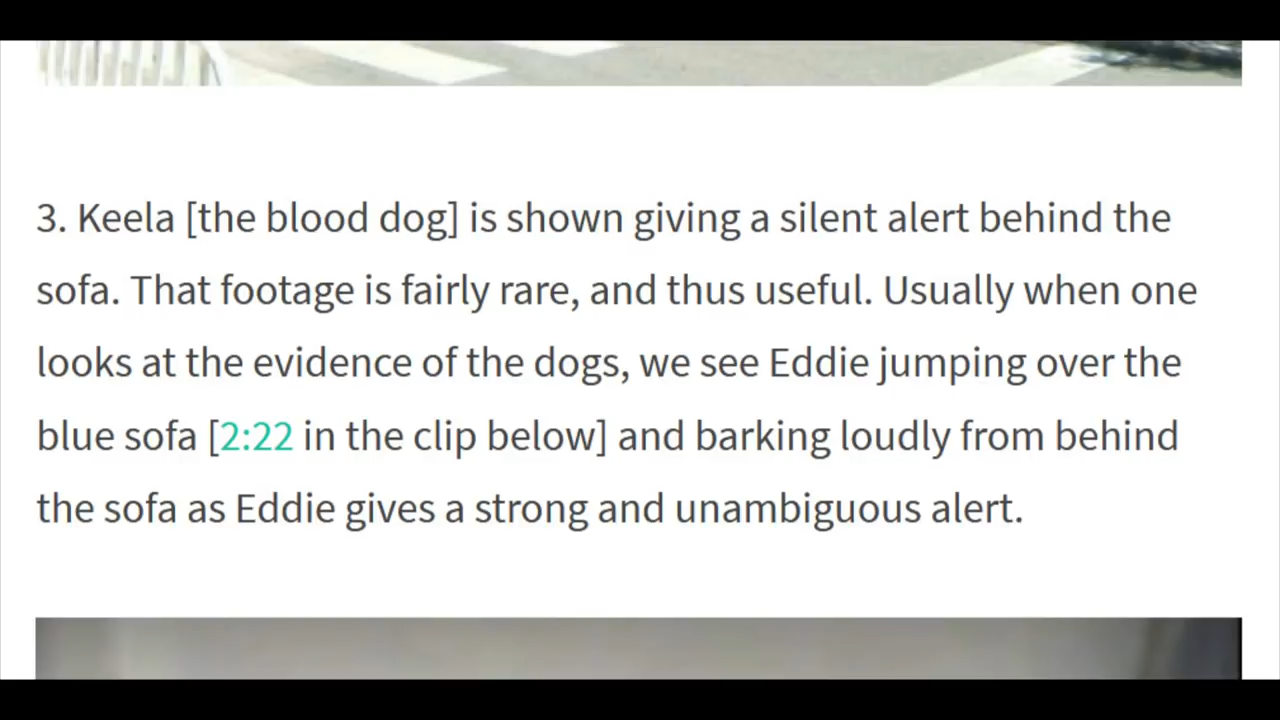 3. Keela [the blood dog] is shown giving a silent alert behind the
sofa. That footage is fairly rare, and thus useful. Usually when one
looks at the evidence of the dogs, we see Eddie jumping over the
blue sofa [2:22 in the clip below] and barking loudly from behind
the sofa as Eddie gives a strong and unambiguous alert.